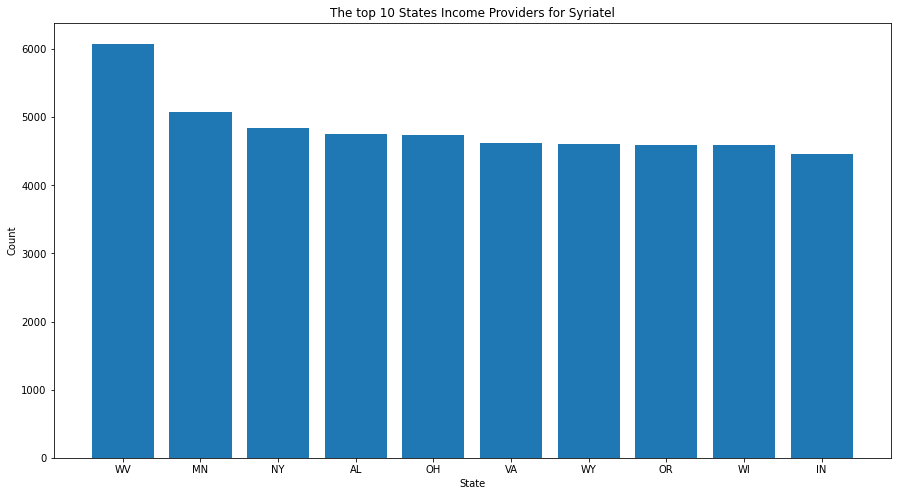 The top 10 States Income Providers for Syriatel
6000
5000
4000
3000
2000
1000
0
Count
WV MN NY AL OH VA WY OR WI IN
State